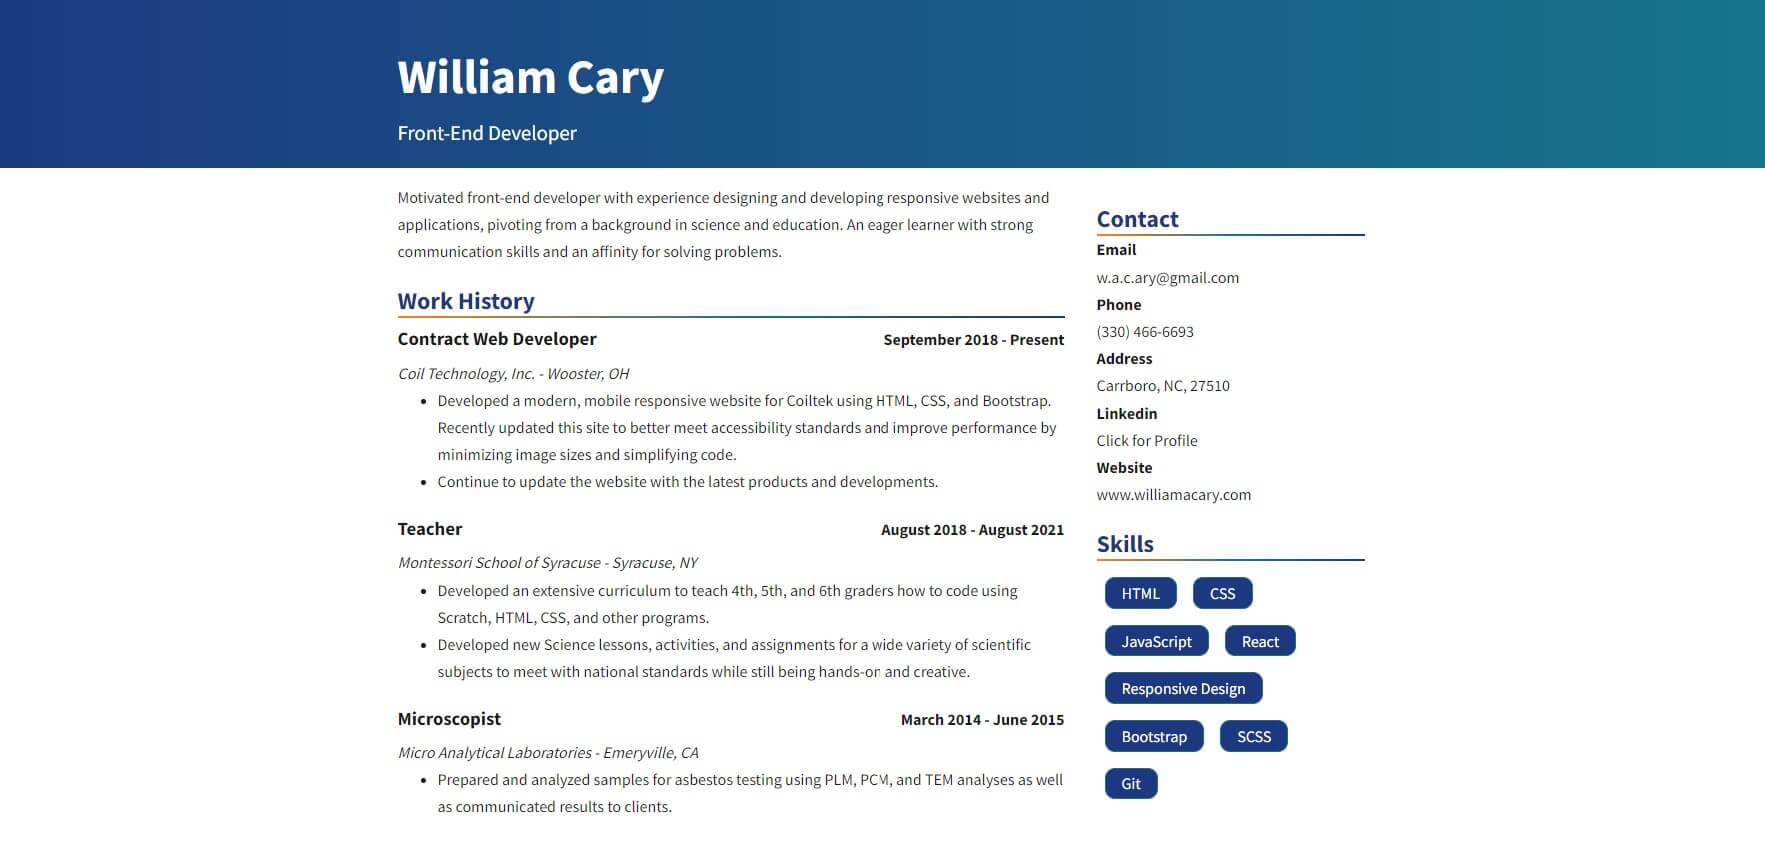 William Cary
Front-End Developer
Motivated front-end developer with experience designing and developing responsive websites and
applications, pivoting from a background in science and education. An eager learner with strong
communication skills and an affinity for solving problems.
Work History
Contract Web Developer September 2018 - Present
Coil Technology, Inc. - Wooster, OH
• Developed a modern, mobile responsive website for Coiltek using HTML, CSS, and Bootstrap.
Recently updated this site to better meet accessibility standards and improve performance by
minimizing image sizes and simplifying code.
• Continue to update the website with the latest products and developments.
Teacher August 2018 - August 2021
Montessori School of Syracuse - Syracuse, NY
• Developed an extensive curriculum to teach 4th, 5th, and 6th graders how to code using
Scratch, HTML, CSS, and other programs.
• Developed new Science lessons, activities, and assignments for a wide variety of scientific
subjects to meet with national standards while still being hands-on and creative.
Microscopist March 2014 - June 2015
Micro Analytical Laboratories - Emeryville, CA
• Prepared and analyzed samples for asbestos testing using PLM, PCM, and TEM analyses as well
as communicated results to clients.
Contact
Email
w.a.c.ary@gmail.com
Phone
(330) 466-6693
Address
Carrboro, NC, 27510
Linkedin
Click for Profile
Website
www.williamacary.com
Skills
HTML CSS
JavaScript React
Responsive Design
Bootstrap SCSS
Git